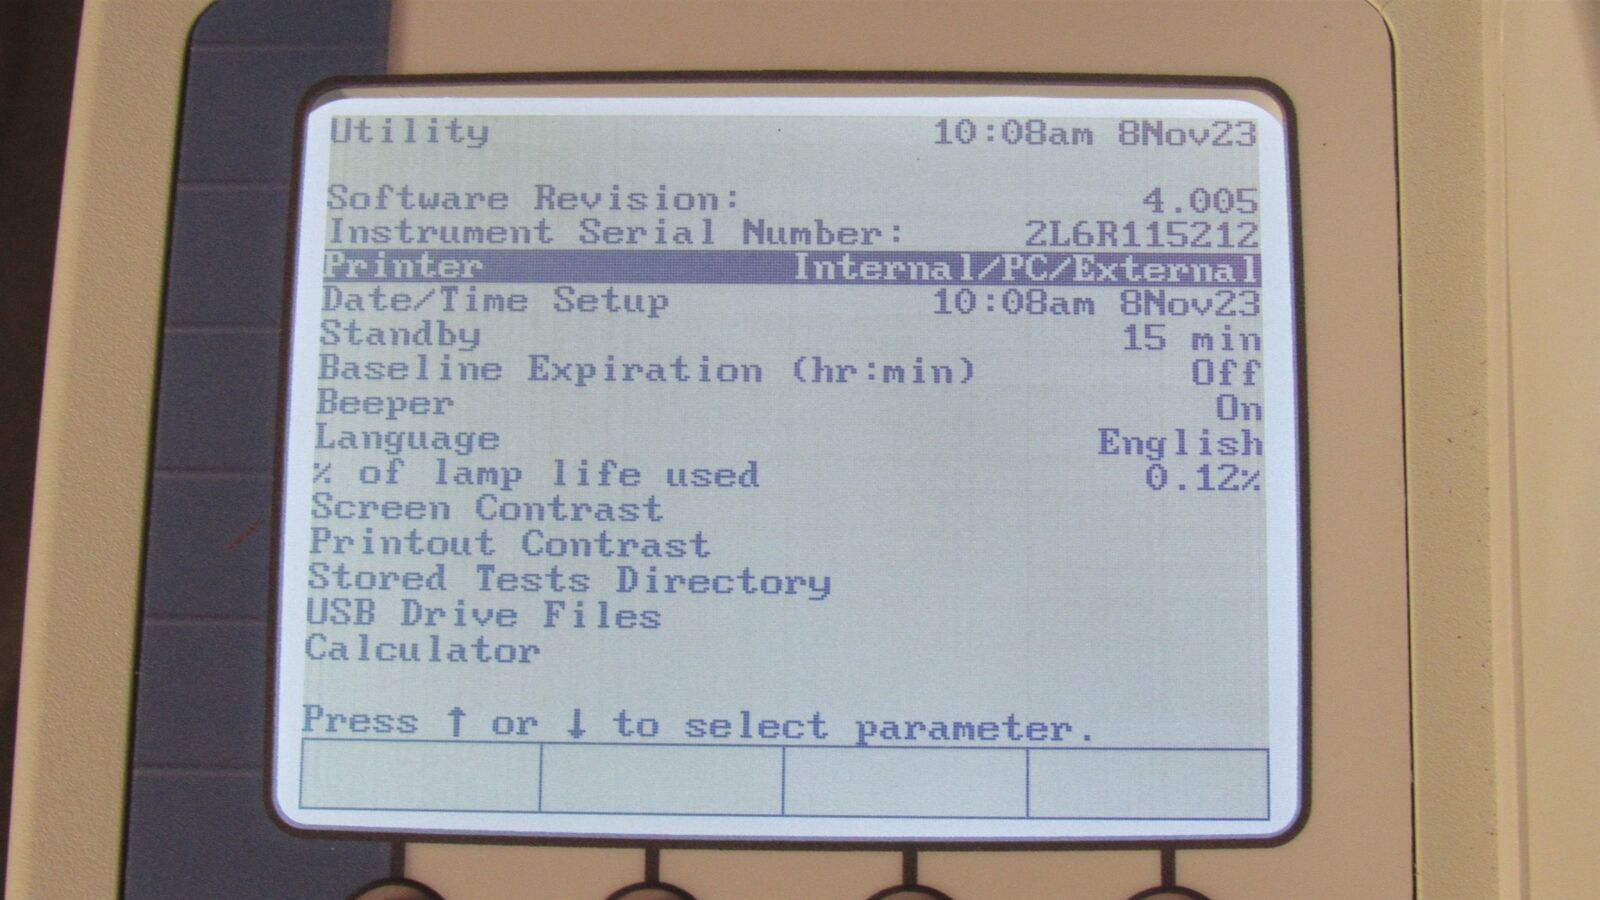 Utility 10:08am 8Nov23
Software Revision: 4.005
Instrument Serial Number: 2L6R115212
Printer Internal/PC/External
Date/Time Setup 10:08am 8Nov23
Standby 15 min
Baseline Expiration (hr:min) Off
Beeper On
Language English
% of lamp life used 0.12%
Screen Contrast
Printout Contrast
Stored Tests Directory
USB Drive Files
Calculator
Press ↑ or ↓ to select parameter.